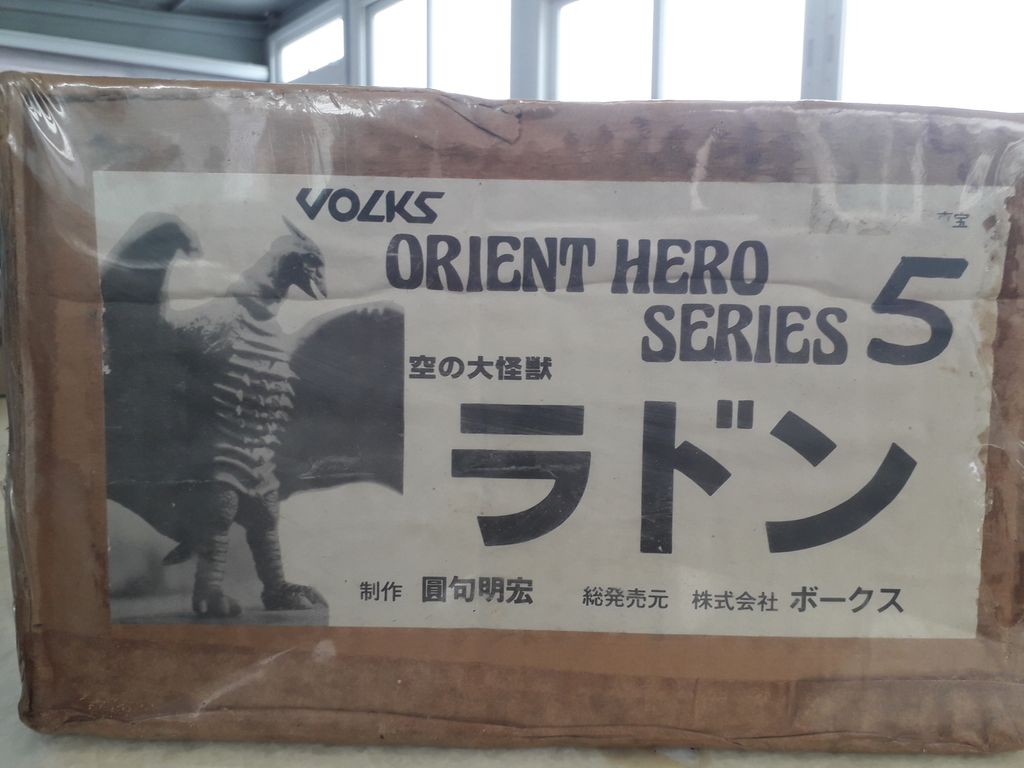 VOLKS
ORIENT HERO
SERIES 5
空の大怪獣
ラドン
制作 圓句明宏 総発売元 株式会社 ボークス